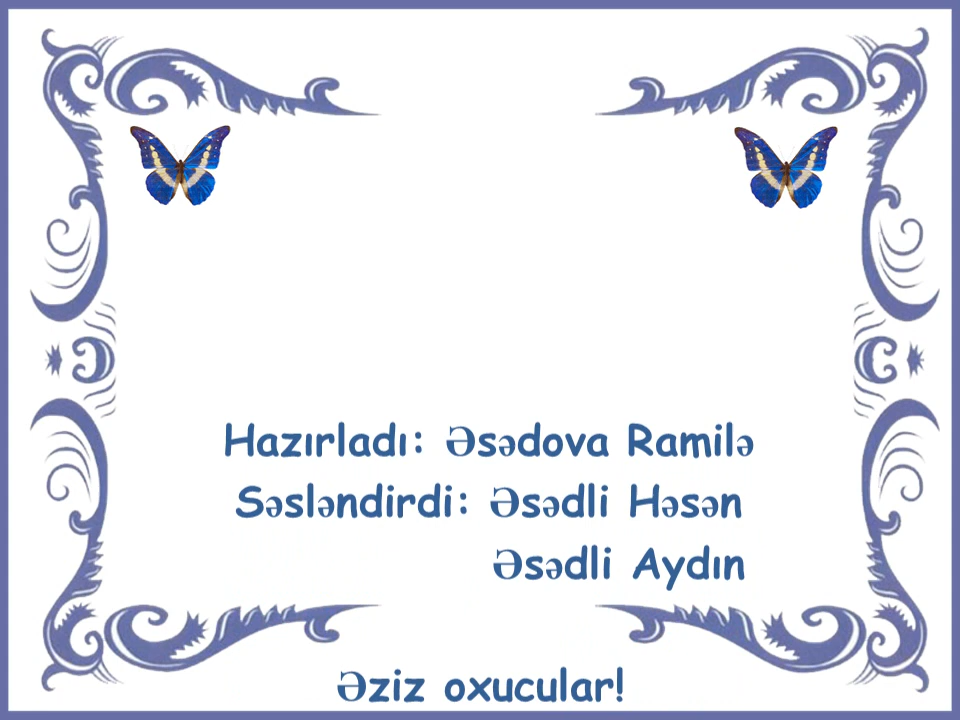 Hazırladı: Əsədova Ramilə
Səsləndirdi: Əsədli Həsən
Əsədli Aydın
Əziz oxucular!